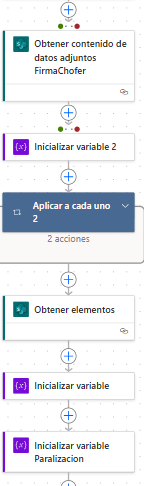 Obtener contenido de
datos adjuntos
FirmaChofer
Inicializar variable 2
Aplicar a cada uno
2
2 acciones
Obtener elementos
Inicializar variable
Inicializar variable
Paralizacion